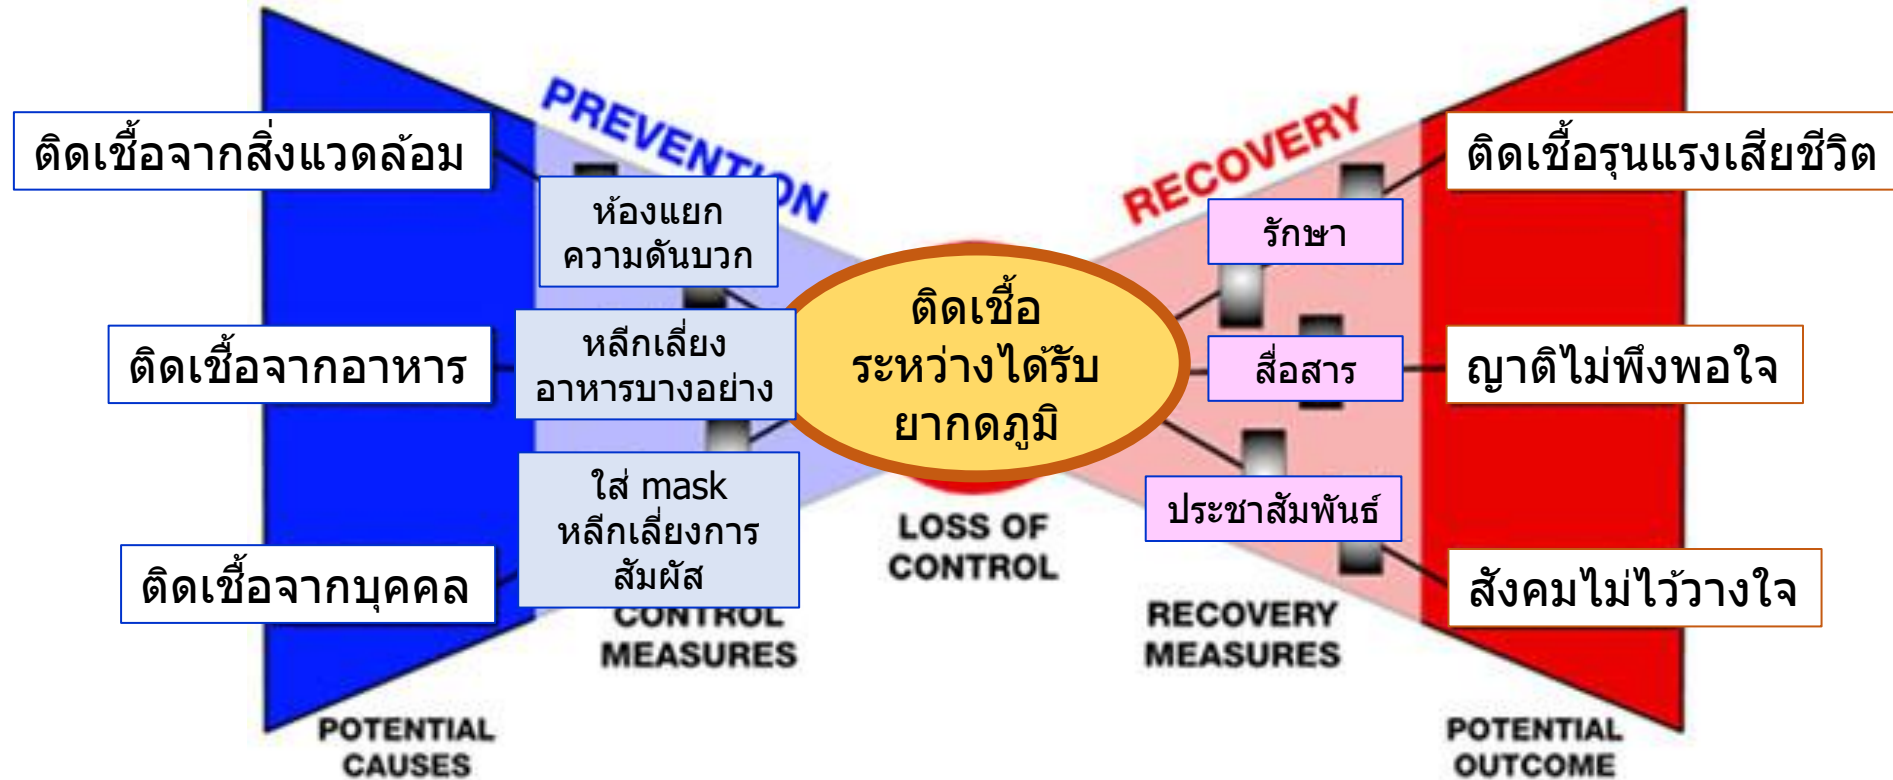 PREVENTION
RECOVERY
ติดเชื้อจากสิ่งแวดล้อม
ติดเชื้อจากอาหาร
ติดเชื้อจากบุคคล
ห้องแยก
ความดันบวก
หลีกเลี่ยง
อาหารบางอย่าง
ใส่ mask
หลีกเลี่ยงการ
สัมผัส
ติดเชื้อ
ระหว่างได้รับ
ยากดภูมิ
รักษา
สื่อสาร
ประชาสัมพันธ์
ติดเชื้อรุนแรงเสียชีวิต
ญาติไม่พึงพอใจ
สังคมไม่ไว้วางใจ
LOSS OF
CONTROL
CONTROL
MEASURES
RECOVERY
MEASURES
POTENTIAL
CAUSES
POTENTIAL
OUTCOME